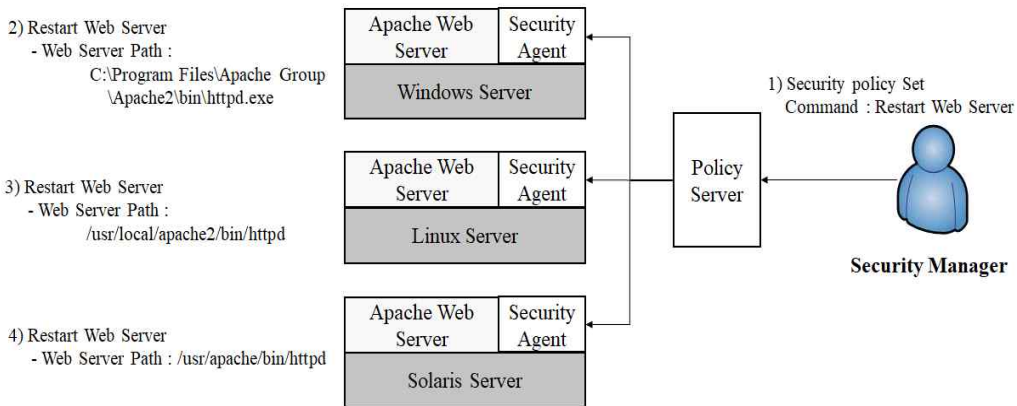 2) Restart Web Server
- Web Server Path :
C:\Program Files\Apache Group
\Apache2\bin\httpd.exe
Apache Web
Server
Security
Agent
Windows Server
3) Restart Web Server
- Web Server Path :
/usr/local/apache2/bin/httpd
Apache Web
Server
Security
Agent
Linux Server
4) Restart Web Server
- Web Server Path : /usr/apache/bin/httpd
Apache Web
Server
Security
Agent
Solaris Server
Policy
Server
1) Security policy Set
Command : Restart Web Server
Security Manager